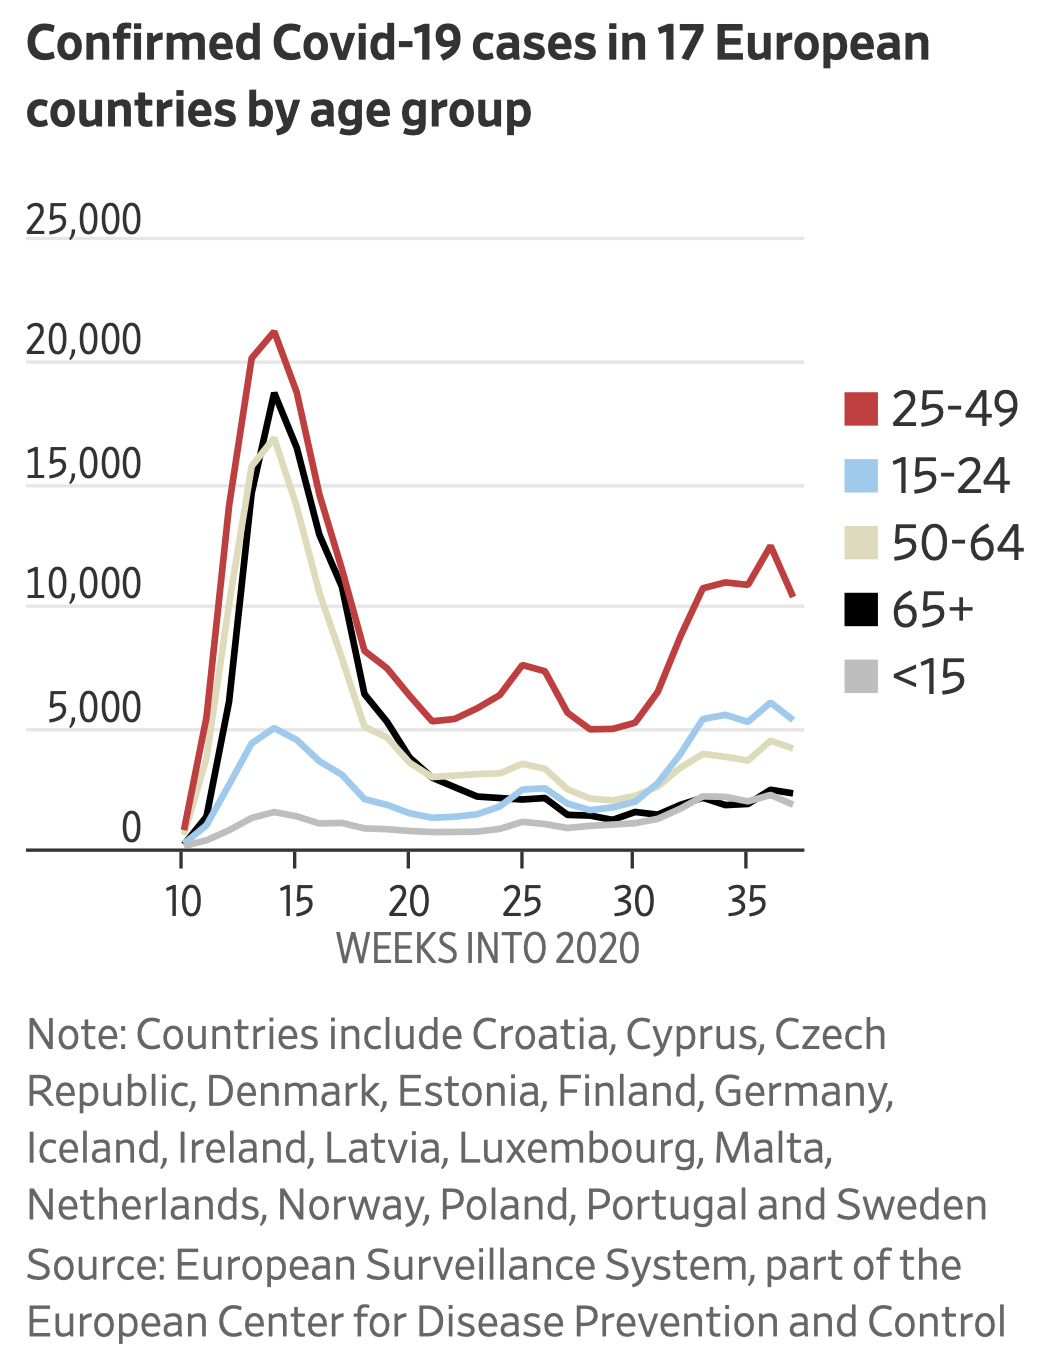 Confirmed Covid-19 cases in 17 European
countries by age group
25,000
20,000
15,000
10,000
5,000
0
25-49
15-24
50-64
65+
<15
10 15 20 25 30 35
WEEKS INTO 2020
Note: Countries include Croatia, Cyprus, Czech
Republic, Denmark, Estonia, Finland, Germany,
Iceland, Ireland, Latvia, Luxembourg, Malta,
Netherlands, Norway, Poland, Portugal and Sweden
Source: European Surveillance System, part of the
European Center for Disease Prevention and Control